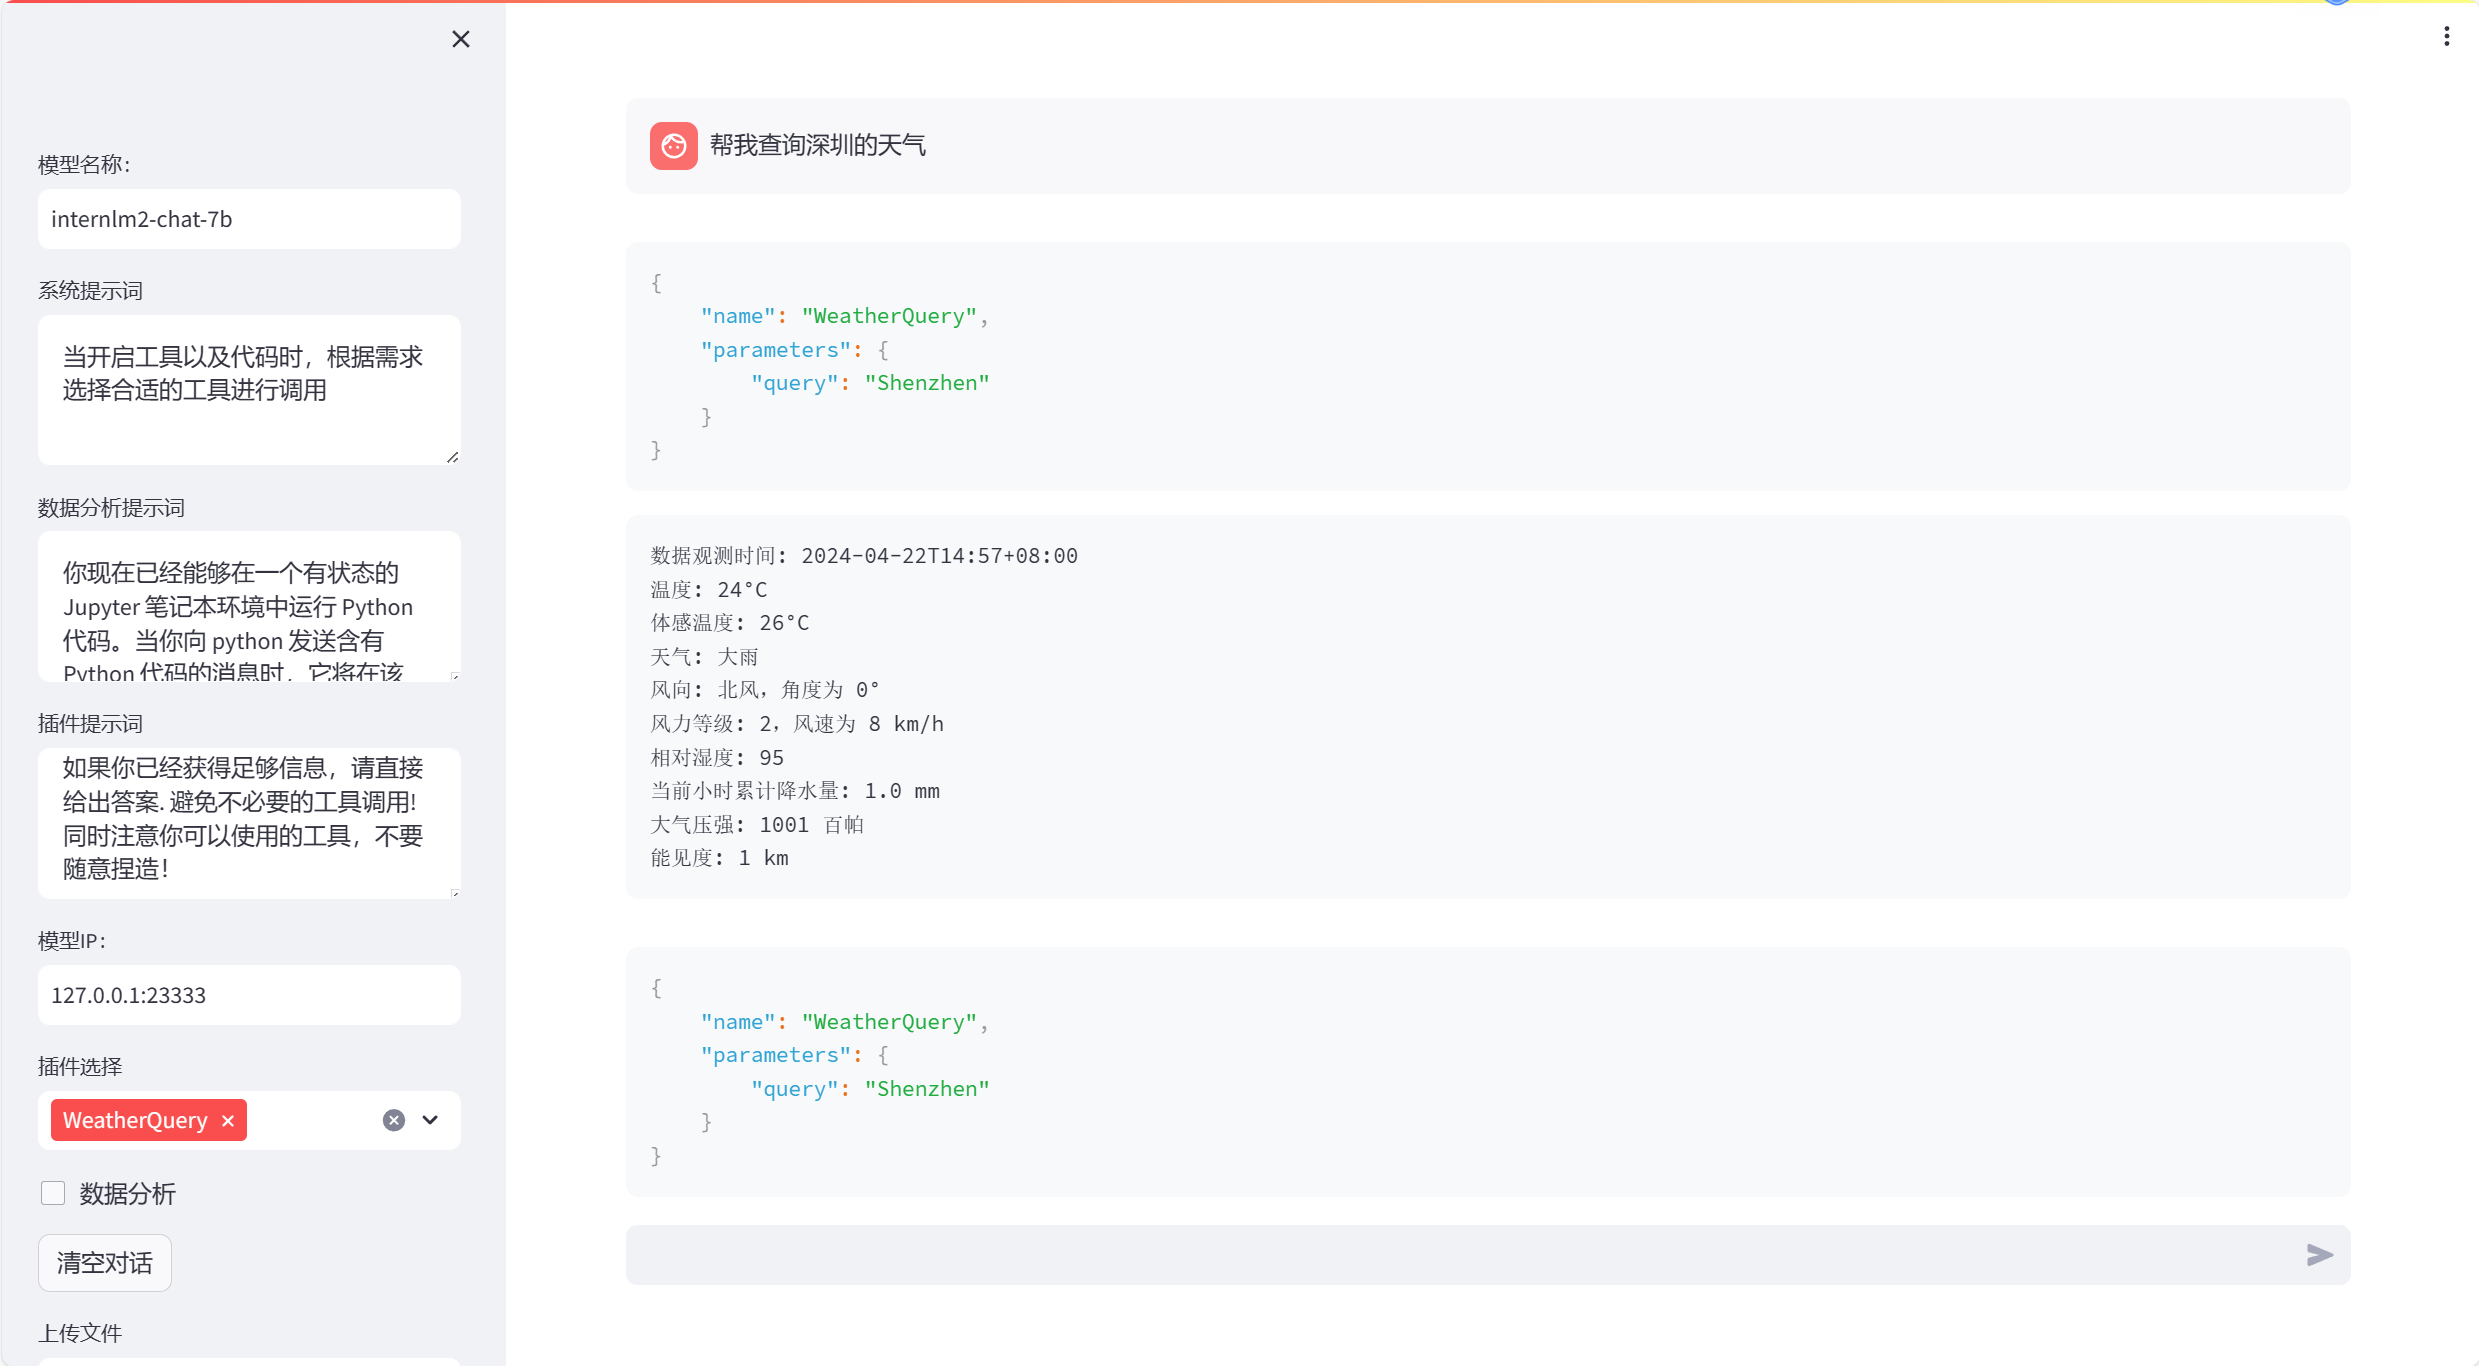 模型名称:
internlm2-chat-7b
系统提示词
当开启工具以及代码时，根据需求
选择合适的工具进行调用
数据分析提示词
你现在已经能够在一个有状态的
Jupyter 笔记本环境中运行 Python
代码。当你向 python 发送含有
Python 代码的消息时，它将在该
插件提示词
如果你已经获得足够信息，请直接
给出答案. 避免不必要的工具调用!
同时注意你可以使用的工具，不要
随意捏造！
模型IP：
127.0.0.1:23333
插件选择
WeatherQuery
数据分析
清空对话
上传文件
帮我查询深圳的天气
{
    "name": "WeatherQuery",
    "parameters": {
        "query": "Shenzhen"
    }
}
数据观测时间: 2024-04-22T14:57+08:00
温度: 24°C
体感温度: 26°C
天气: 大雨
风向: 北风，角度为 0°
风力等级: 2，风速为 8 km/h
相对湿度: 95
当前小时累计降水量: 1.0 mm
大气压强: 1001 百帕
能见度: 1 km
{
    "name": "WeatherQuery",
    "parameters": {
        "query": "Shenzhen"
    }
}